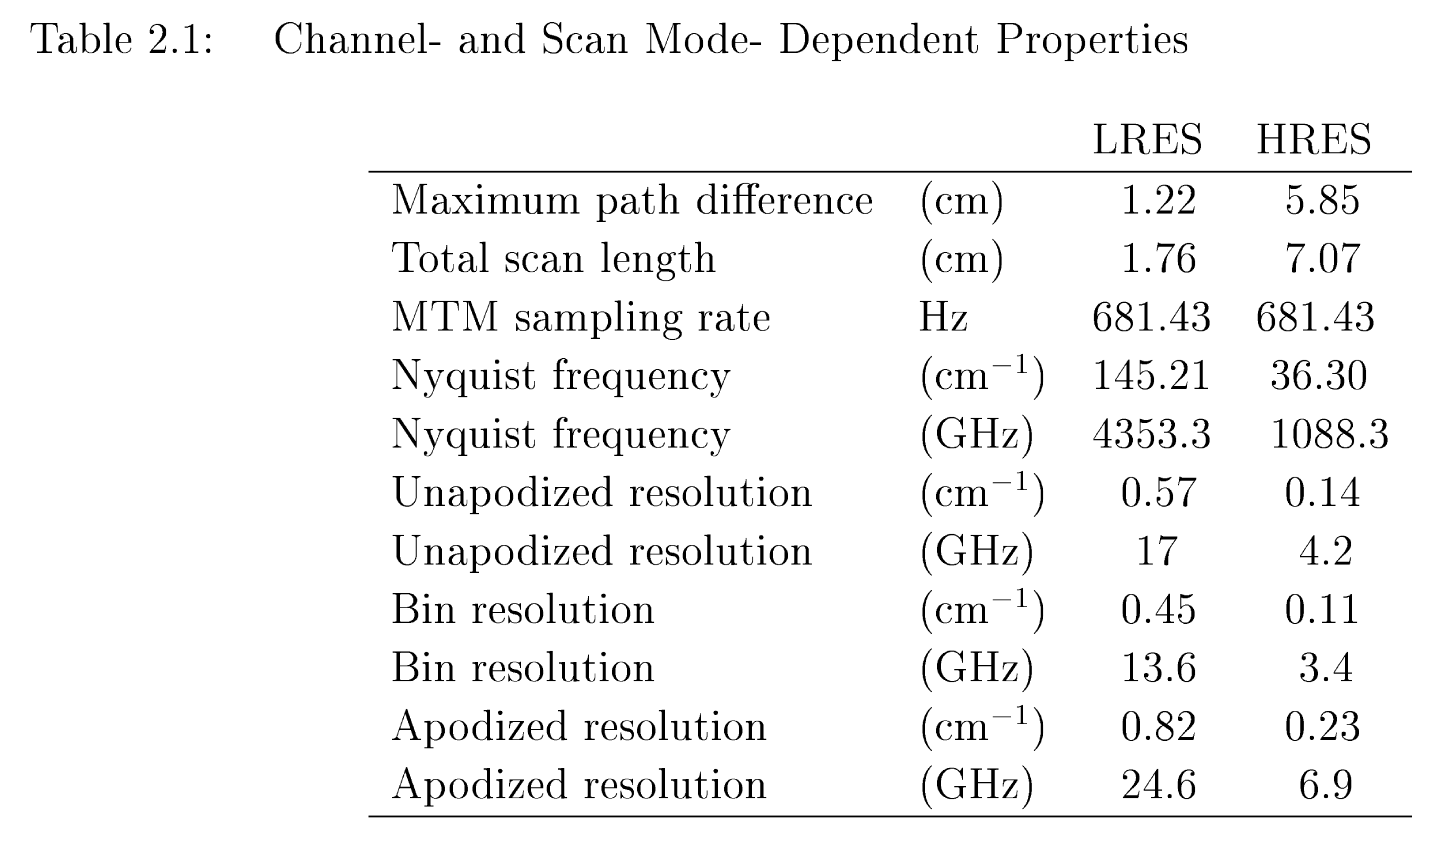 Table 2.1: Channel- and Scan Mode- Dependent Properties
LRES HRES
Maximum path difference (cm) 1.22 5.85
Total scan length (cm) 1.76 7.07
MTM sampling rate Hz 681.43 681.43
Nyquist frequency (cm⁻¹) 145.21 36.30
Nyquist frequency (GHz) 4353.3 1088.3
Unapodized resolution (cm⁻¹) 0.57 0.14
Unapodized resolution (GHz) 17 4.2
Bin resolution (cm⁻¹) 0.45 0.11
Bin resolution (GHz) 13.6 3.4
Apodized resolution (cm⁻¹) 0.82 0.23
Apodized resolution (GHz) 24.6 6.9